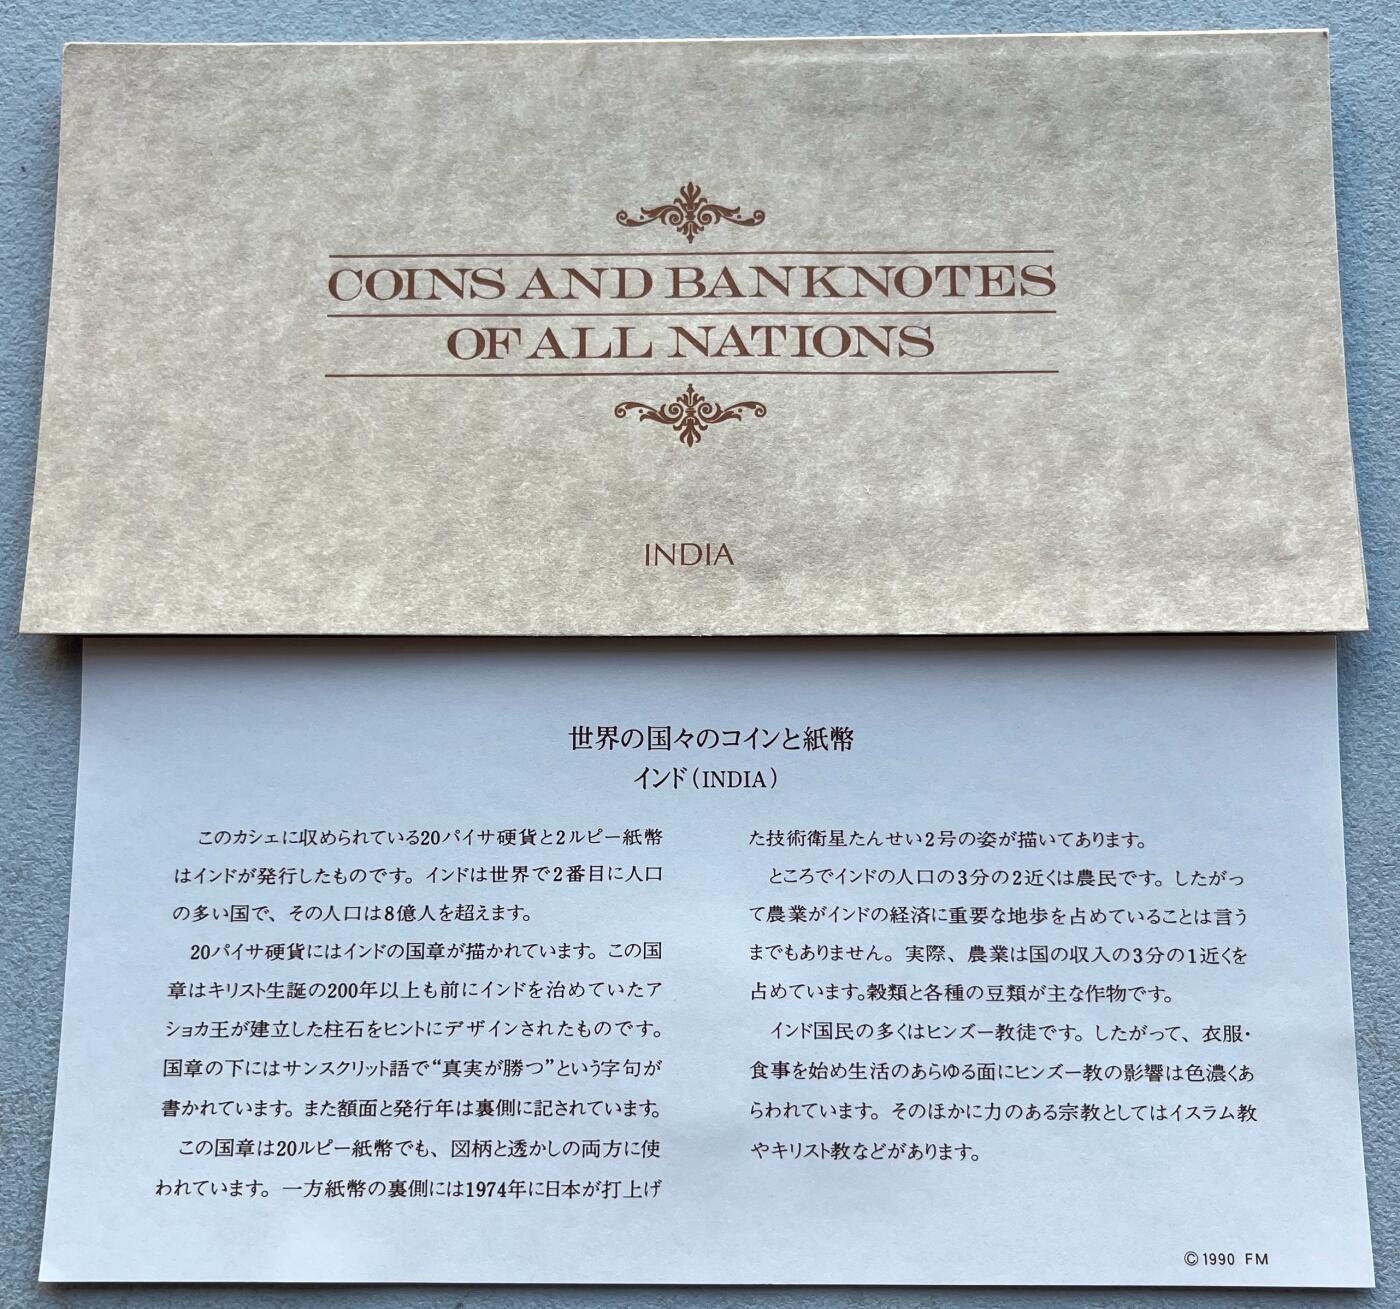 COINS AND BANKNOTES
OF ALL NATIONS
INDIA
世界の国々のコインと紙幣
インド(INDIA)
このカシェに収められている20パイサ硬貨と2ルピー紙幣
はインドが発行したものです。インドは世界で2番目に人口
の多い国で、その人口は8億人を超えます。
20パイサ硬貨にはインドの国章が描かれています。この国
章はキリスト生誕の200年以上も前にインドを治めていたア
ショカ王が建立した柱石をヒントにデザインされたものです。
国章の下にはサンスクリット語で“真実が勝つ”という字句が
書かれています。また額面と発行年は裏側に記されています。
この国章は20ルピー紙幣でも、図柄と透かしの両方に使
われています。一方紙幣の裏側には1974年に日本が打上げ
た技術衛星たんせい2号の姿が描いてあります。
ところでインドの人口の3分の2近くは農民です。したがっ
て農業がインドの経済に重要な地歩を占めていることは言う
までもありません。実際、農業は国の収入の3分の1近くを
占めています。穀類と各種の豆類が主な作物です。
インド国民の多くはヒンズー教徒です。したがって、衣服・
食事を始め生活のあらゆる面にヒンズー教の影響は色濃くあ
らわれています。そのほかに力のある宗教としてはイスラム教
やキリスト教などがあります。
©1990 FM